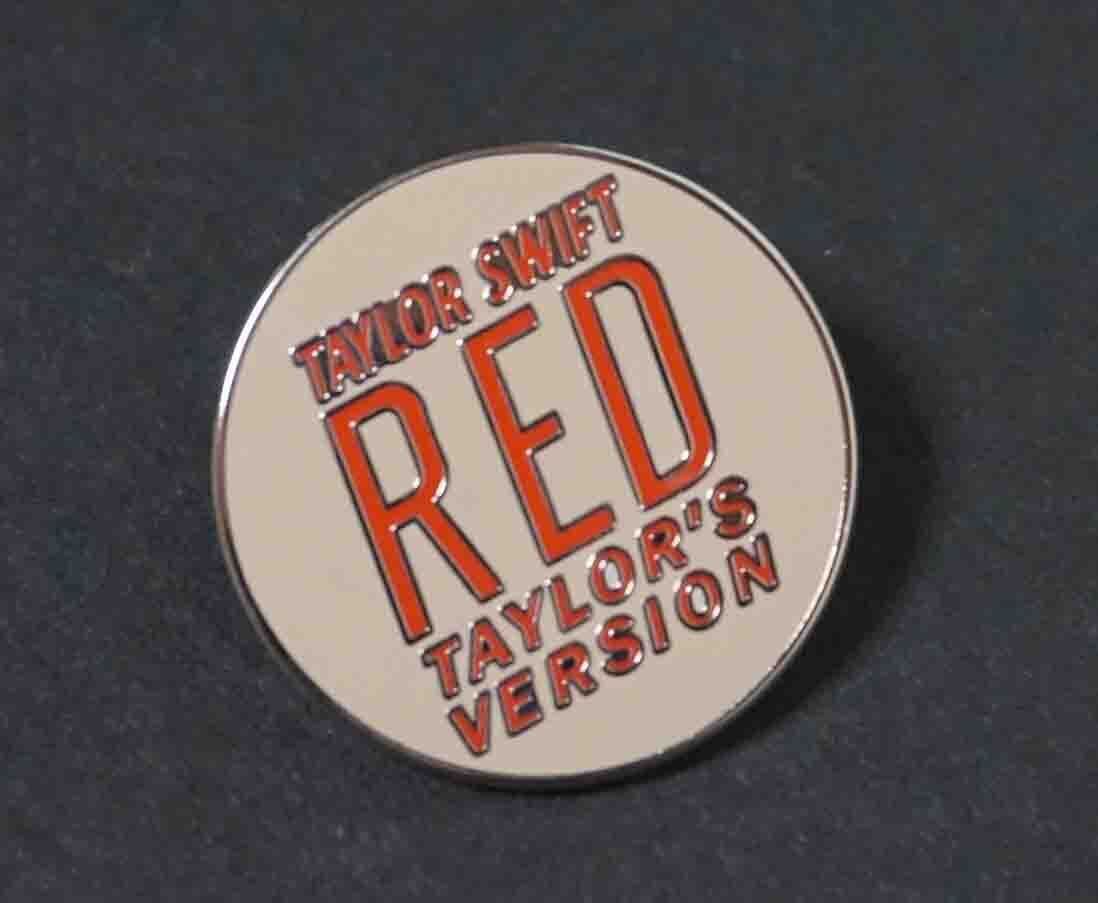 TAYLOR SWIFT
RED
TAYLOR'S
VERSION